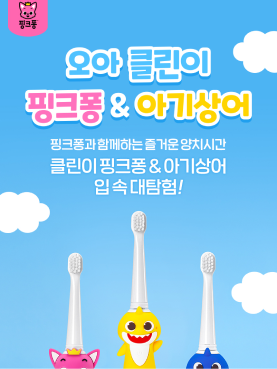 핑크퐁
오아 클린이
핑크퐁 & 아기상어
핑크퐁과 함께하는 즐거운 양치시간
클린이 핑크퐁 & 아기상어
입 속 대탐험!